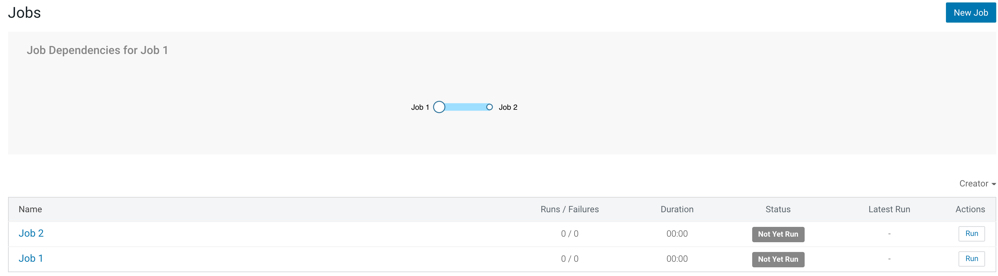 Jobs
New Job
Job Dependencies for Job 1
Job 1 Job 2
Creator
Name Runs / Failures Duration Status Latest Run Actions
Job 2 0 / 0 00:00 Not Yet Run - Run
Job 1 0 / 0 00:00 Not Yet Run - Run